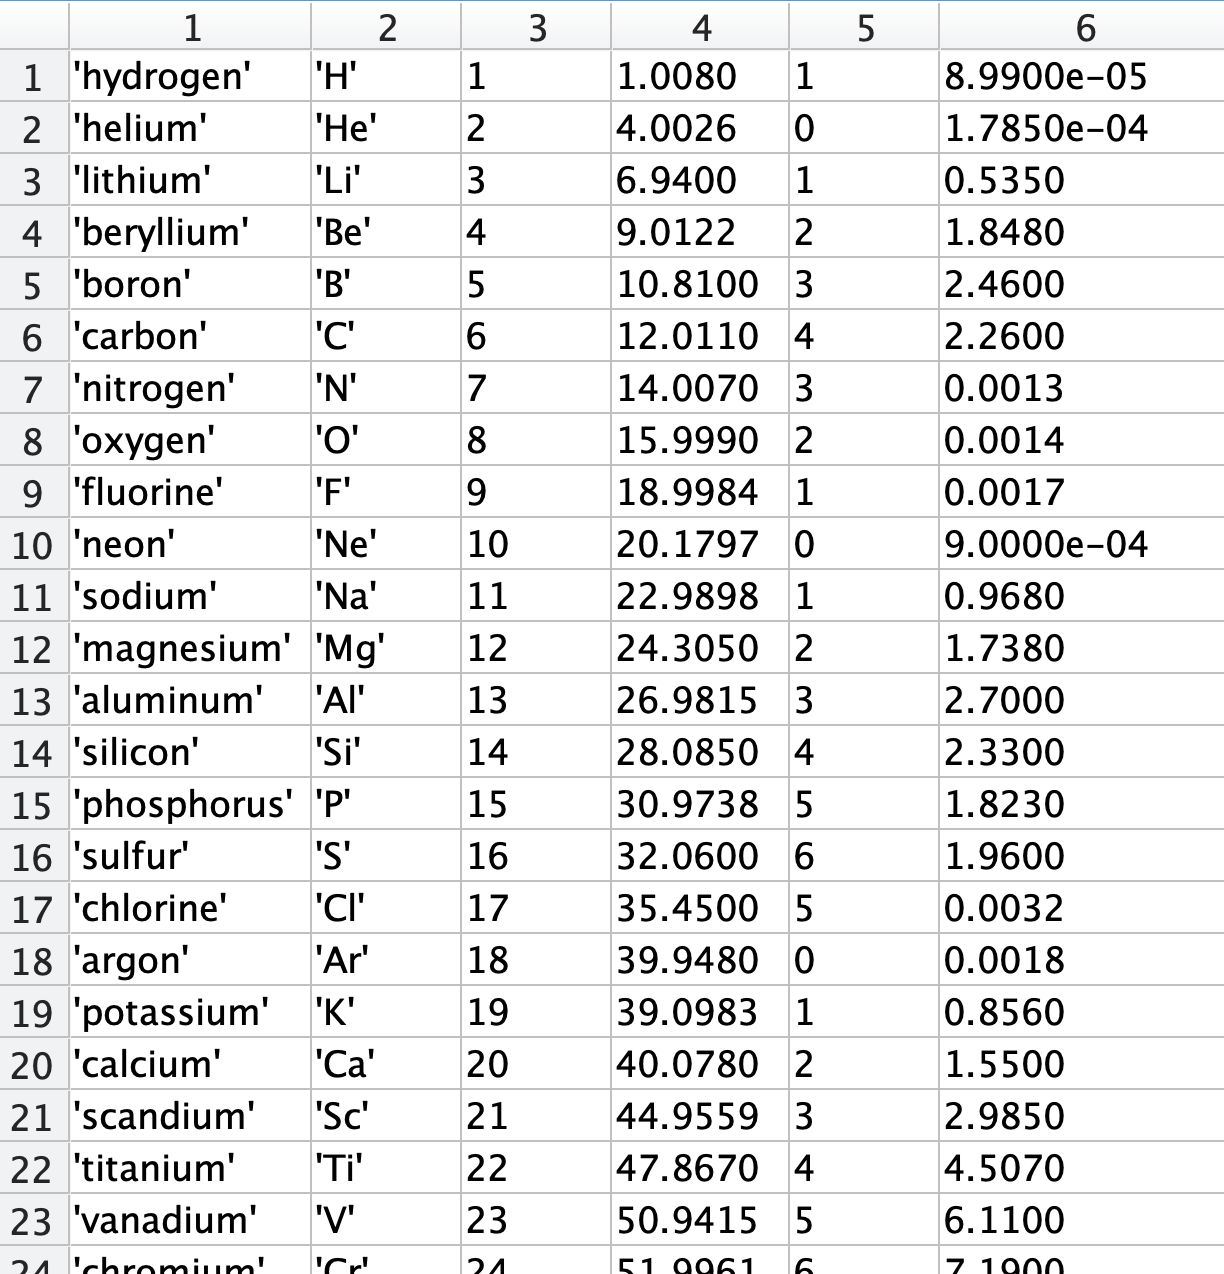 1 2 3 4 5 6
1 'hydrogen' 'H' 1 1.0080 1 8.9900e-05
2 'helium' 'He' 2 4.0026 0 1.7850e-04
3 'lithium' 'Li' 3 6.9400 1 0.5350
4 'beryllium' 'Be' 4 9.0122 2 1.8480
5 'boron' 'B' 5 10.8100 3 2.4600
6 'carbon' 'C' 6 12.0110 4 2.2600
7 'nitrogen' 'N' 7 14.0070 3 0.0013
8 'oxygen' 'O' 8 15.9990 2 0.0014
9 'fluorine' 'F' 9 18.9984 1 0.0017
10 'neon' 'Ne' 10 20.1797 0 9.0000e-04
11 'sodium' 'Na' 11 22.9898 1 0.9680
12 'magnesium' 'Mg' 12 24.3050 2 1.7380
13 'aluminum' 'Al' 13 26.9815 3 2.7000
14 'silicon' 'Si' 14 28.0850 4 2.3300
15 'phosphorus' 'P' 15 30.9738 5 1.8230
16 'sulfur' 'S' 16 32.0600 6 1.9600
17 'chlorine' 'Cl' 17 35.4500 5 0.0032
18 'argon' 'Ar' 18 39.9480 0 0.0018
19 'potassium' 'K' 19 39.0983 1 0.8560
20 'calcium' 'Ca' 20 40.0780 2 1.5500
21 'scandium' 'Sc' 21 44.9559 3 2.9850
22 'titanium' 'Ti' 22 47.8670 4 4.5070
23 'vanadium' 'V' 23 50.9415 5 6.1100
24 'chromium' 'Cr' 24 51.9961 6 7.1900